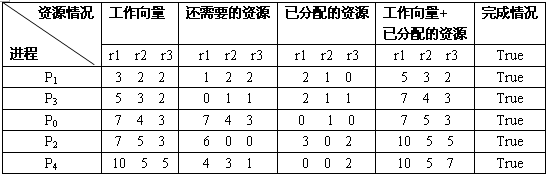 资源情况 工作向量 还需要的资源 已分配的资源 工作向量+ 完成情况
已分配的资源
进程 r1 r2 r3 r1 r2 r3 r1 r2 r3 r1 r2 r3 True
P1 3 2 2 1 2 2 2 1 0 5 3 2 True
P3 5 3 2 0 1 1 2 1 1 7 4 3 True
P0 7 4 3 7 4 3 0 1 0 7 5 3 True
P2 7 5 3 6 0 0 3 0 2 10 5 5 True
P4 10 5 5 4 3 1 0 0 2 10 5 7 True